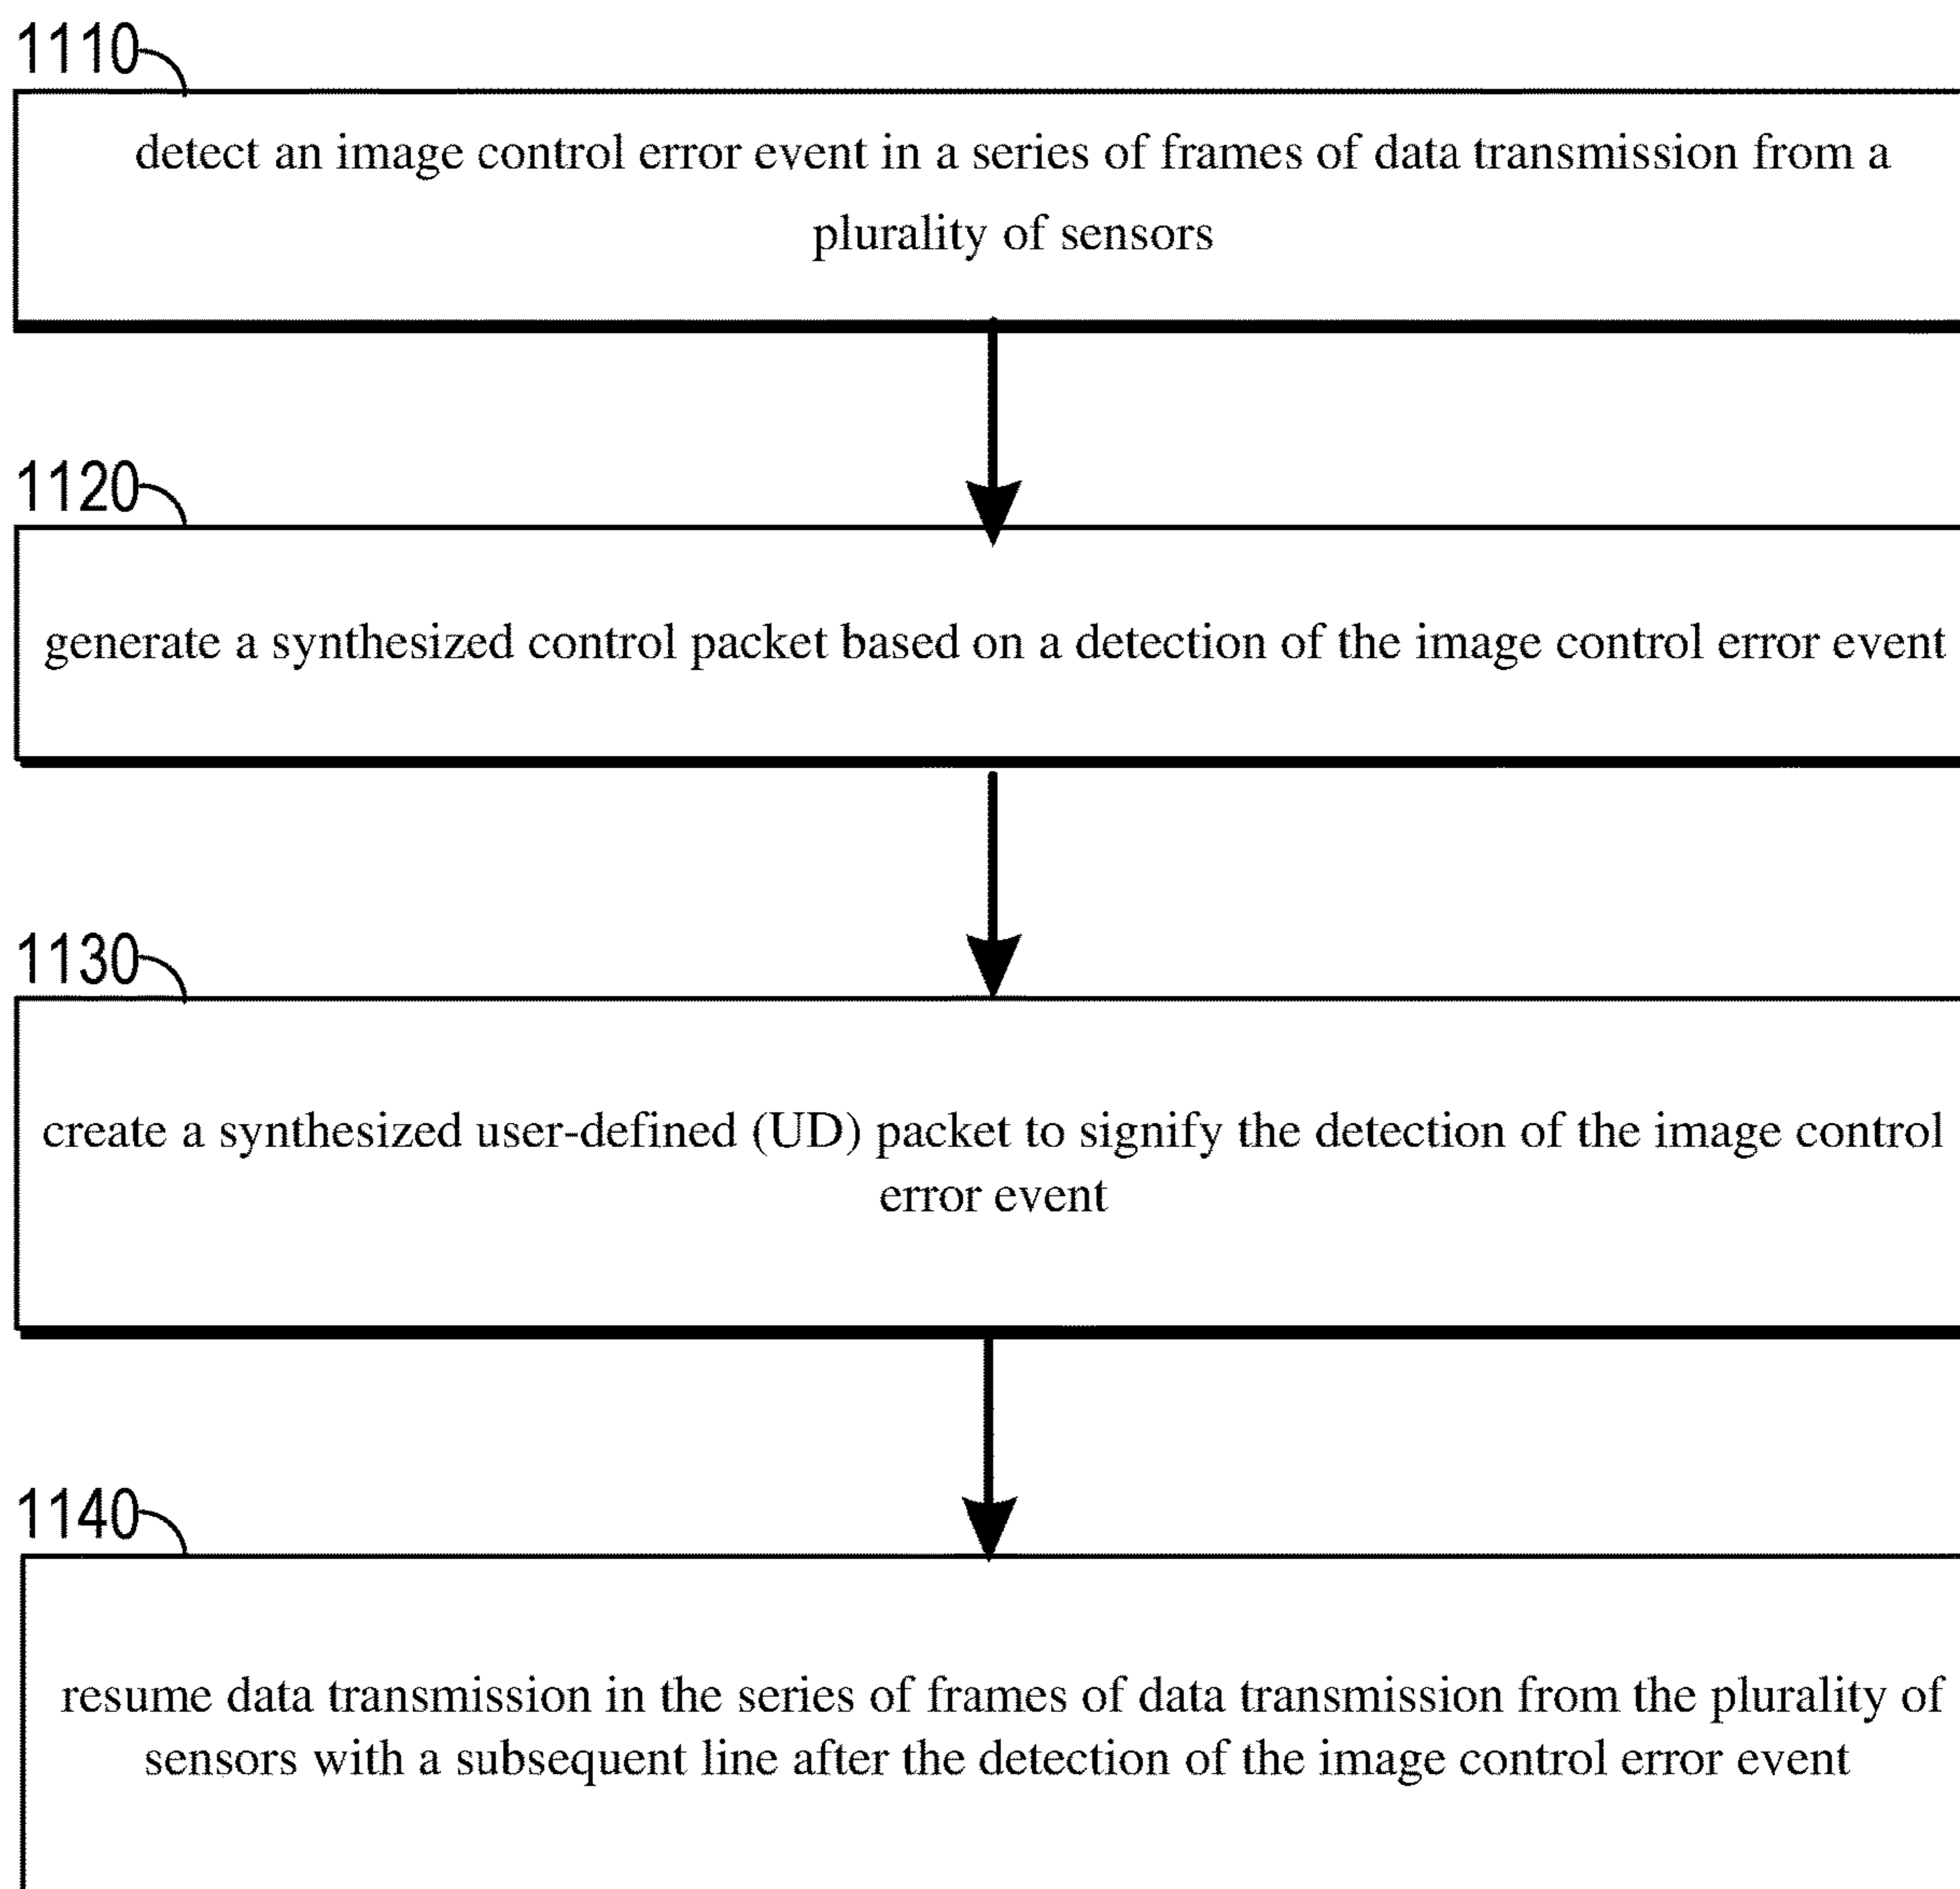 1110
detect an image control error event in a series of frames of data transmission from a
plurality of sensors
1120
generate a synthesized control packet based on a detection of the image control error event
1130
create a synthesized user-defined (UD) packet to signify the detection of the image control
error event
1140
resume data transmission in the series of frames of data transmission from the plurality of
sensors with a subsequent line after the detection of the image control error event